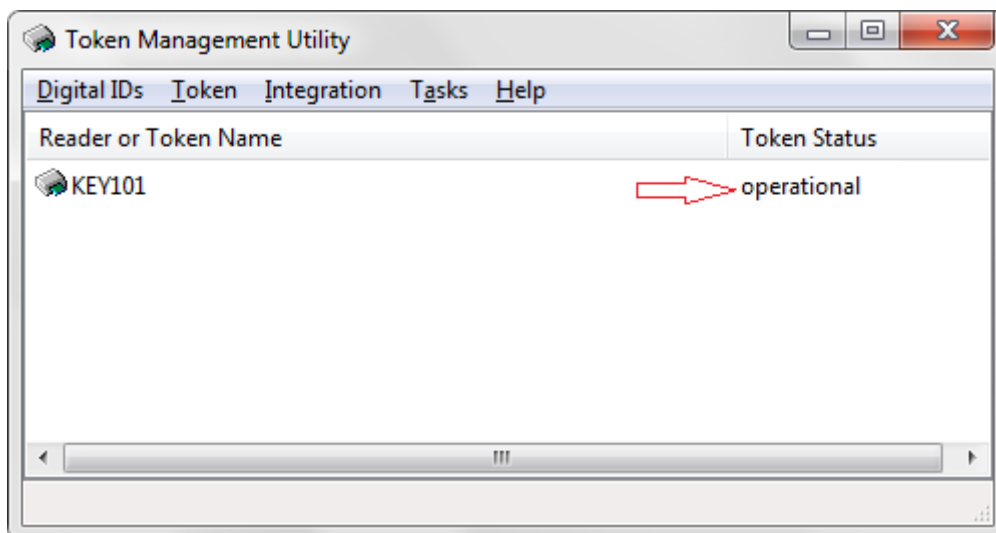 Token Management Utility
Digital IDs Token Integration Tasks Help
Reader or Token Name Token Status
KEY101 operational